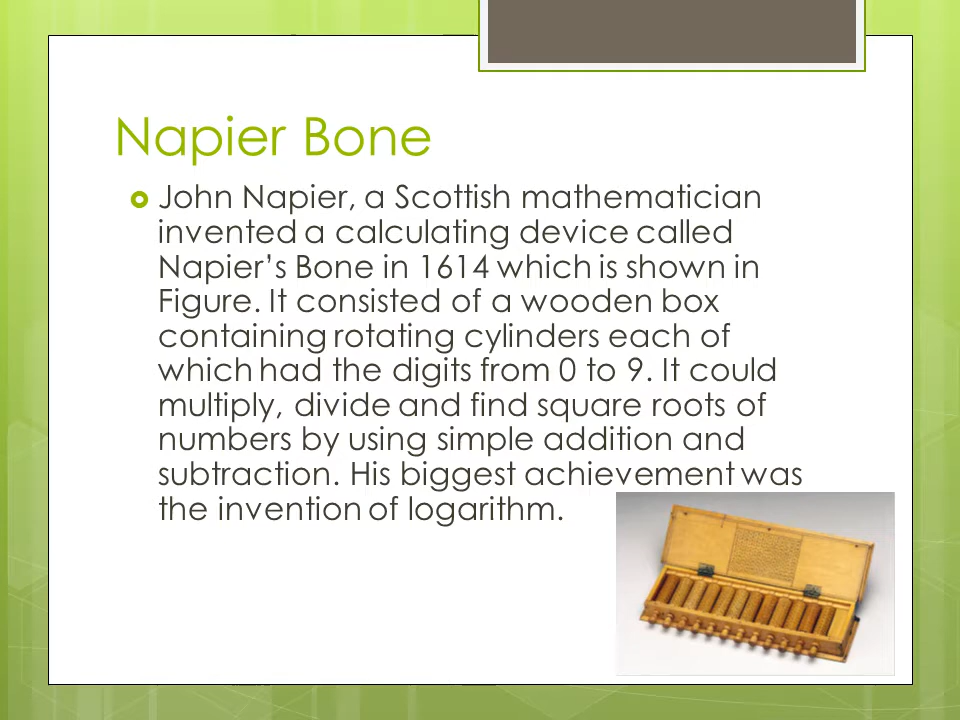 Napier Bone
John Napier, a Scottish mathematician
invented a calculating device called
Napier’s Bone in 1614 which is shown in
Figure. It consisted of a wooden box
containing rotating cylinders each of
which had the digits from 0 to 9. It could
multiply, divide and find square roots of
numbers by using simple addition and
subtraction. His biggest achievement was
the invention of logarithm.